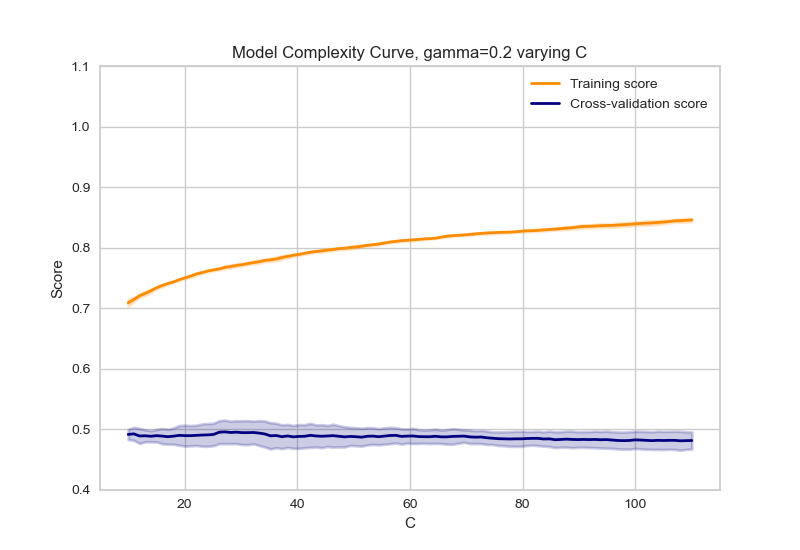 Model Complexity Curve, gamma=0.2 varying C
1.1
1.0
0.9
0.8
0.7
0.6
0.5
0.4
Score
Training score
Cross-validation score
20 40 60 80 100
C